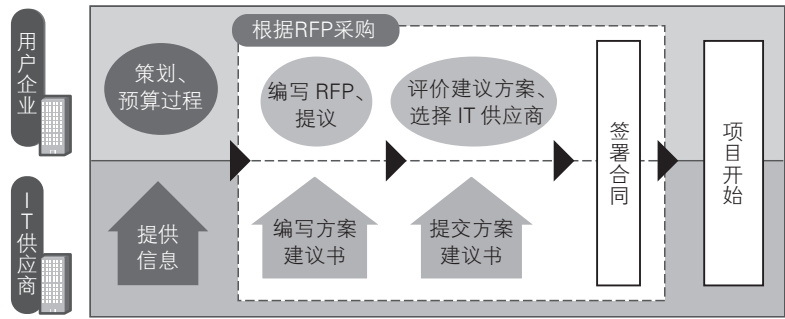 用户企业
根据RFP采购
策划、
预算过程
编写 RFP、
提议
评价建议方案、
选择 IT 供应商
签署合同
项目开始
IT供应商
提供
信息
编写方案
建议书
提交方案
建议书